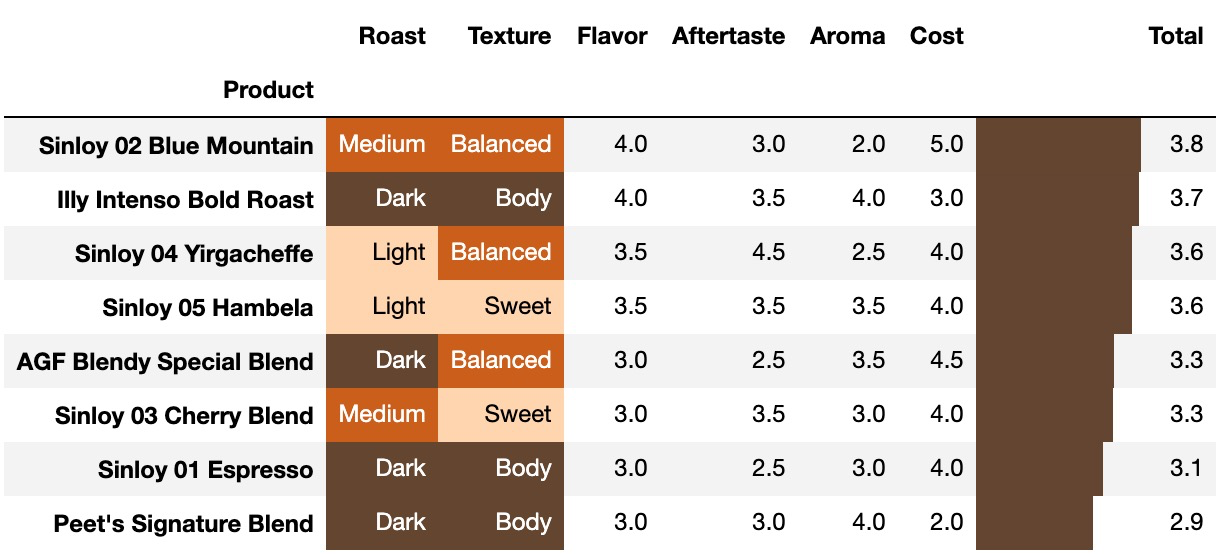 Roast Texture Flavor Aftertaste Aroma Cost Total
Product
Sinloy 02 Blue Mountain Medium Balanced 4.0 3.0 2.0 5.0 3.8
Illy Intenso Bold Roast Dark Body 4.0 3.5 4.0 3.0 3.7
Sinloy 04 Yirgacheffe Light Balanced 3.5 4.5 2.5 4.0 3.6
Sinloy 05 Hambela Light Sweet 3.5 3.5 3.5 4.0 3.6
AGF Blendy Special Blend Dark Balanced 3.0 2.5 3.5 4.5 3.3
Sinloy 03 Cherry Blend Medium Sweet 3.0 3.5 3.0 4.0 3.3
Sinloy 01 Espresso Dark Body 3.0 2.5 3.0 4.0 3.1
Peet's Signature Blend Dark Body 3.0 3.0 4.0 2.0 2.9